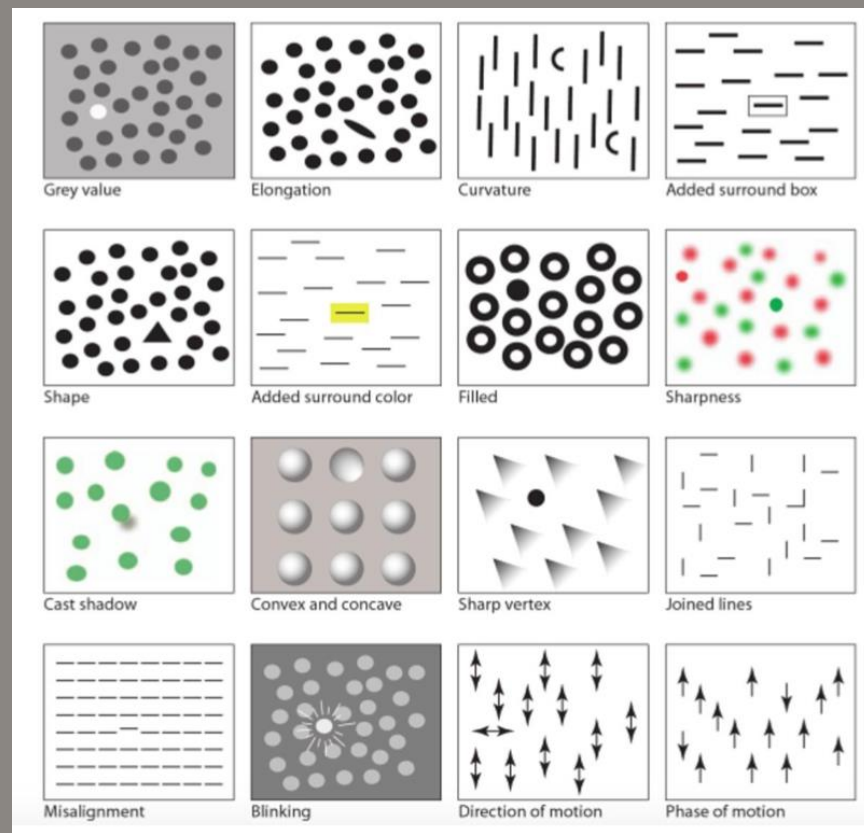 Grey value
Elongation
Curvature
Added surround box
Shape
Added surround color
Filled
Sharpness
Cast shadow
Convex and concave
Sharp vertex
Joined lines
Misalignment
Blinking
Direction of motion
Phase of motion